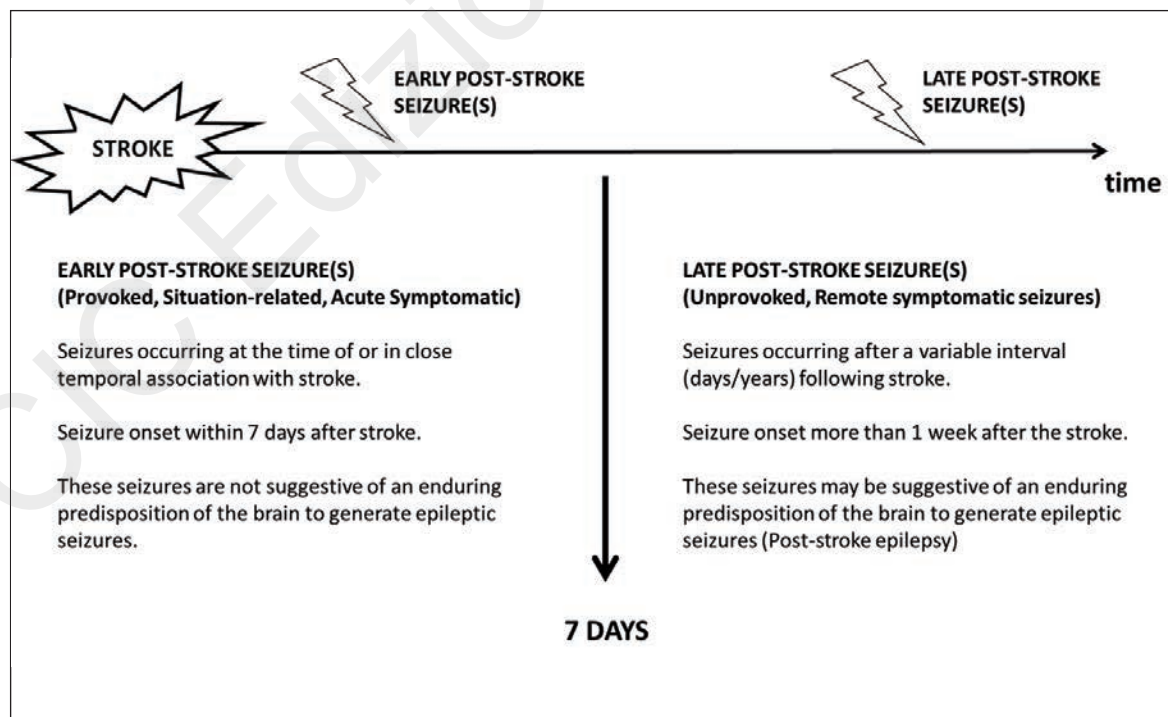 EARLY POST-STROKE
SEIZURE(S)
LATE POST-STROKE
SEIZURE(S)
STROKE
time
EARLY POST-STROKE SEIZURE(S)
(Provoked, Situation-related, Acute Symptomatic)
Seizures occurring at the time of or in close
temporal association with stroke.
Seizure onset within 7 days after stroke.
These seizures are not suggestive of an enduring
predisposition of the brain to generate epileptic
seizures.
LATE POST-STROKE SEIZURE(S)
(Unprovoked, Remote symptomatic seizures)
Seizures occurring after a variable interval
(days/years) following stroke.
Seizure onset more than 1 week after the stroke.
These seizures may be suggestive of an enduring
predisposition of the brain to generate epileptic
seizures (Post-stroke epilepsy)
7 DAYS
CIC Edizio